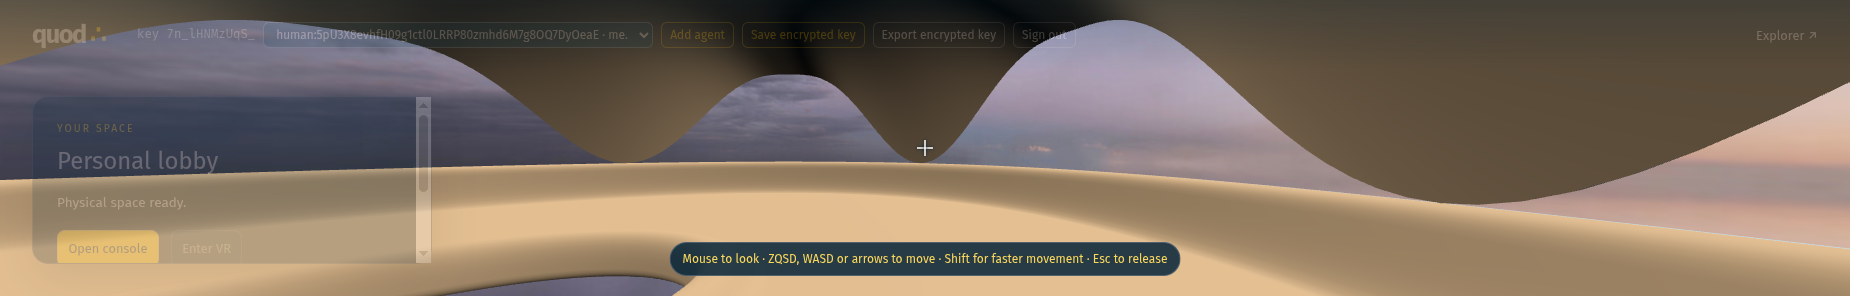 quod
key 7n_lHNMzUqS_
human:5pU3X8evhfH09g1ctl0LRRP80zmhd6M7g8OQ7DyOeaE · me.
Add agent
Save encrypted key
Export encrypted key
Sign out
Explorer ↗
YOUR SPACE
Personal lobby
Physical space ready.
Open console
Enter VR
Mouse to look · ZQSD, WASD or arrows to move · Shift for faster movement · Esc to release